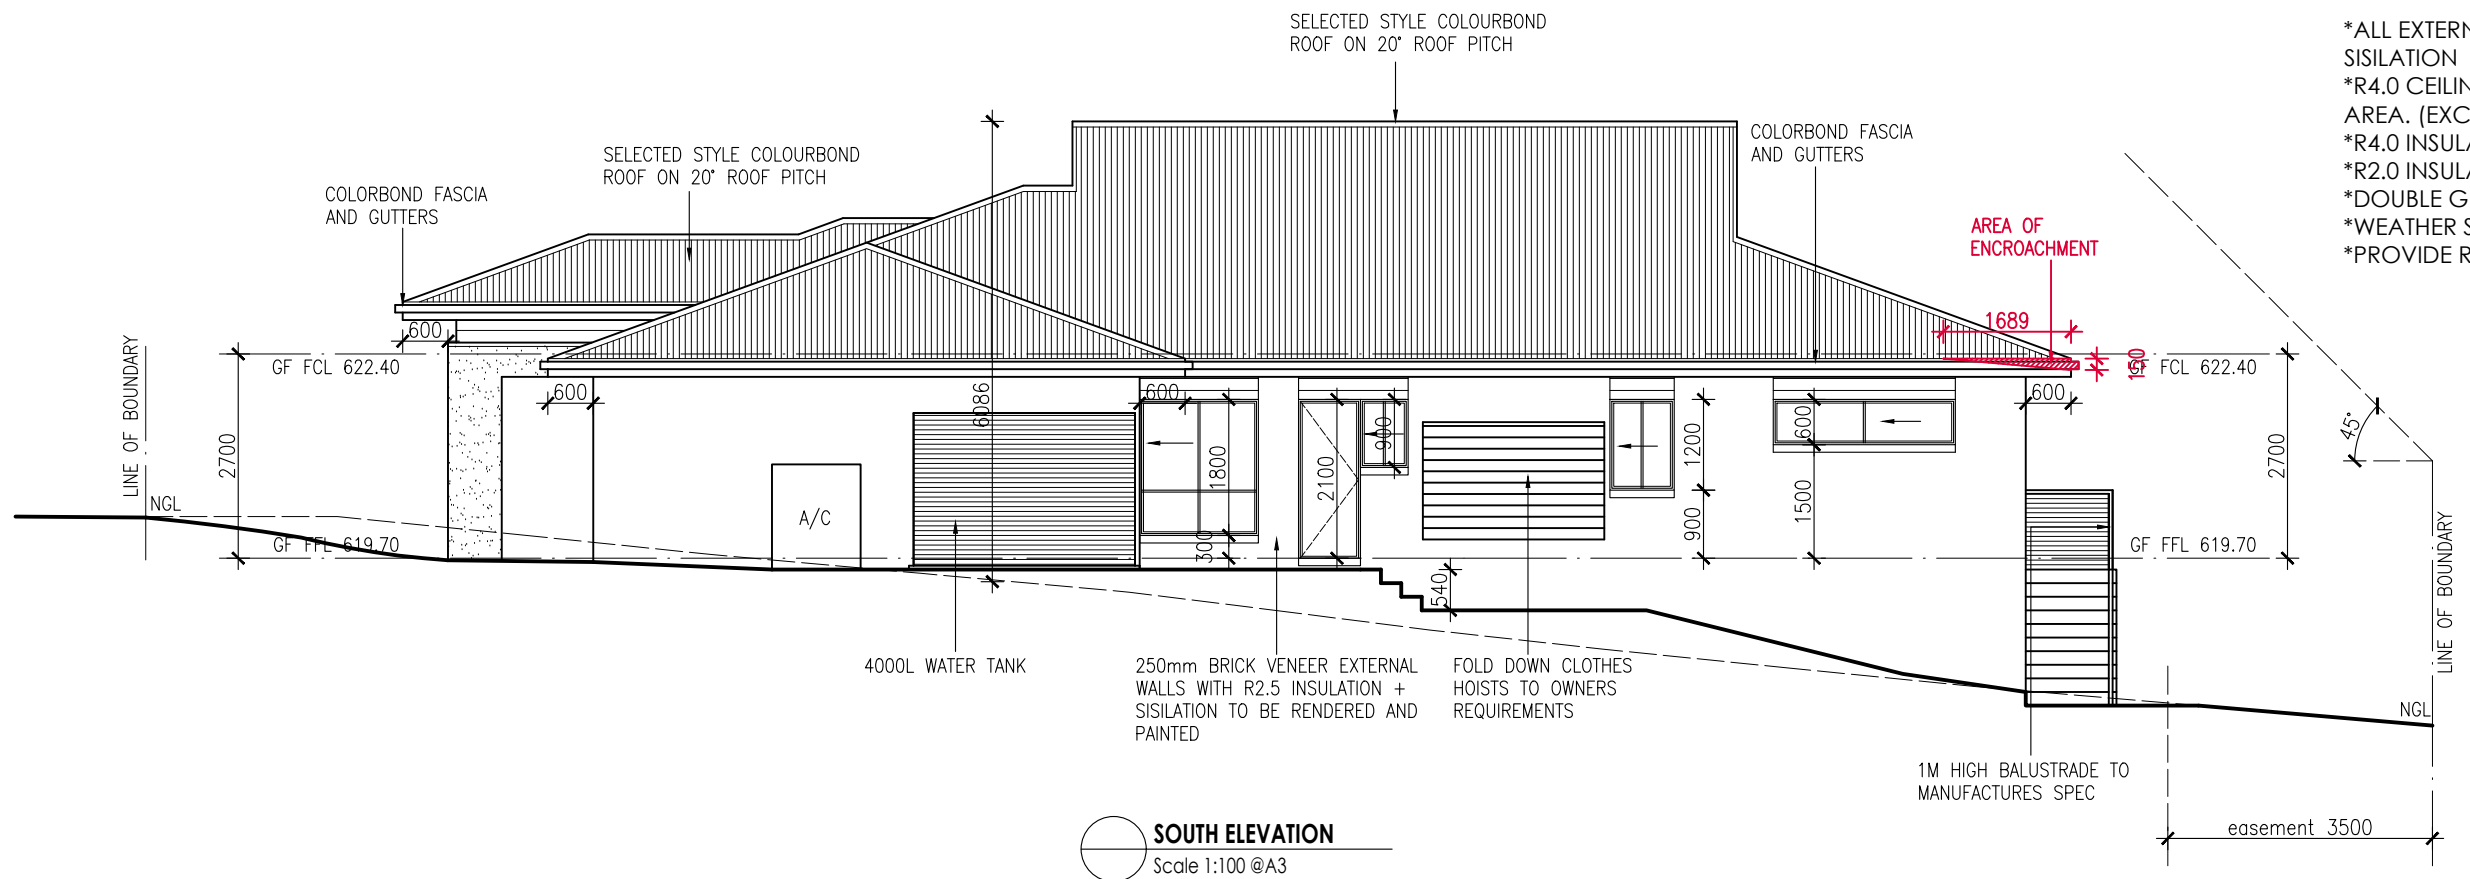 SELECTED STYLE COLOURBOND
ROOF ON 20° ROOF PITCH
*ALL EXTERN
SISILATION
*R4.0 CEILIN
AREA. (EXC
*R4.0 INSULA
*R2.0 INSULA
*DOUBLE G
*WEATHER S
*PROVIDE R
COLORBOND FASCIA
AND GUTTERS
SELECTED STYLE COLOURBOND
ROOF ON 20° ROOF PITCH
COLORBOND FASCIA
AND GUTTERS
AREA OF
ENCROACHMENT
1689
150
600
GF FCL 622.40
GF FCL 622.40
LINE OF BOUNDARY
2700
NGL
GF FFL 619.70
600
6086
600
600
A/C
1800
300
2100
900
1200
900
600
1500
540
2700
45°
GF FFL 619.70
LINE OF BOUNDARY
NGL
4000L WATER TANK
250mm BRICK VENEER EXTERNAL
WALLS WITH R2.5 INSULATION +
SISILATION TO BE RENDERED AND
PAINTED
FOLD DOWN CLOTHES
HOISTS TO OWNERS
REQUIREMENTS
1M HIGH BALUSTRADE TO
MANUFACTURES SPEC
easement 3500
SOUTH ELEVATION
Scale 1:100 @A3